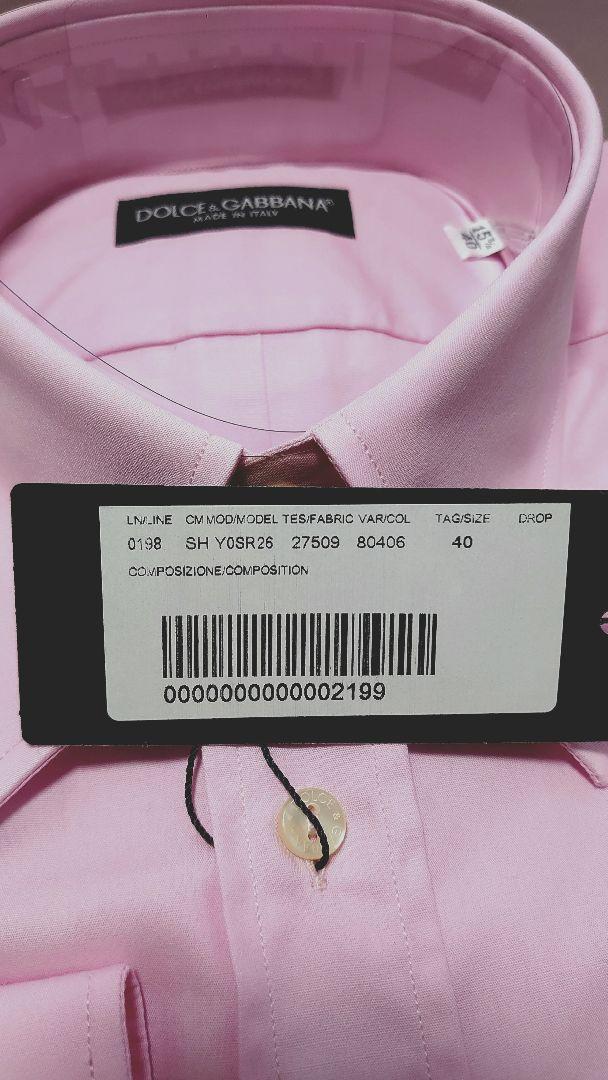 DOLCE & GABBANA®
MADE IN ITALY
LN/LINE CM MOD/MODEL TES/FABRIC VAR/COL TAG/SIZE DROP
0198 SH Y0SR26 27509 80406 40
COMPOSIZIONE/COMPOSITION
0000000000002199
DOLCE & G